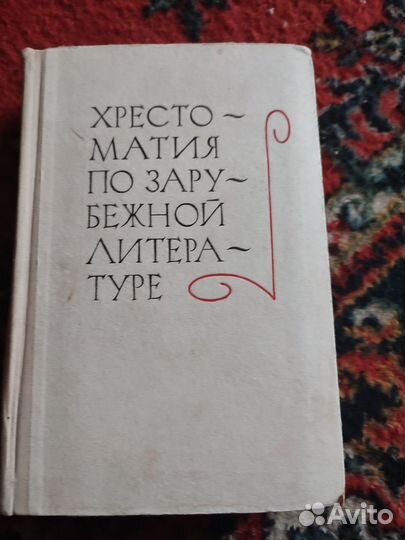 ХРЕСТО~
МАТИЯ
ПО ЗАРУ~
БЕЖНОЙ
ЛИТЕРА~
ТУРЕ
Avito